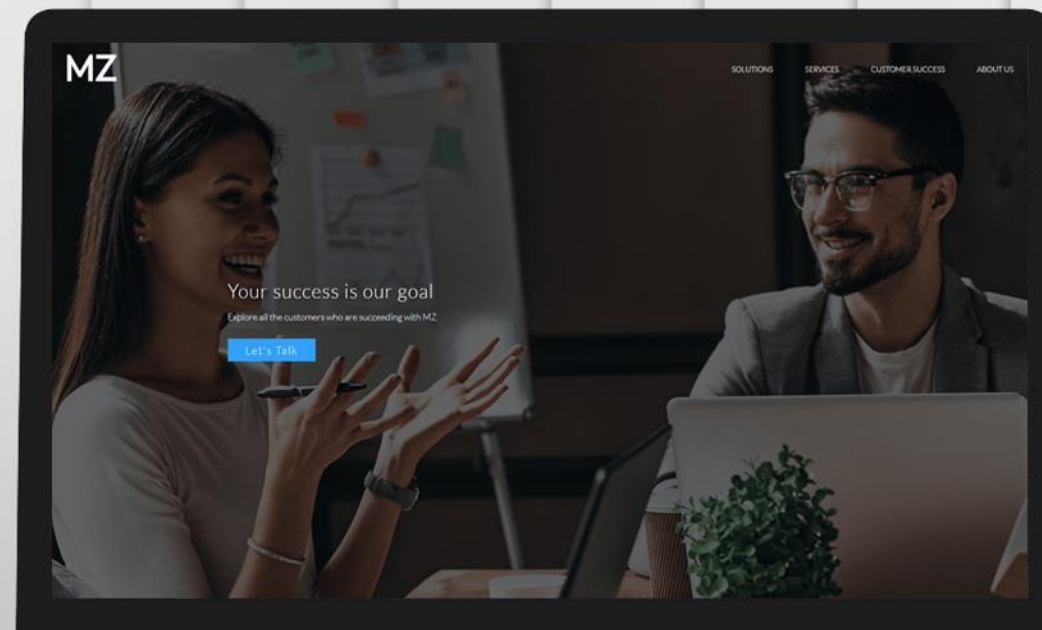 MZ
SOLUTIONS SERVICES CUSTOMER SUCCESS ABOUT US
Your success is our goal
Explore all the customers who are succeeding with MZ
Let's Talk